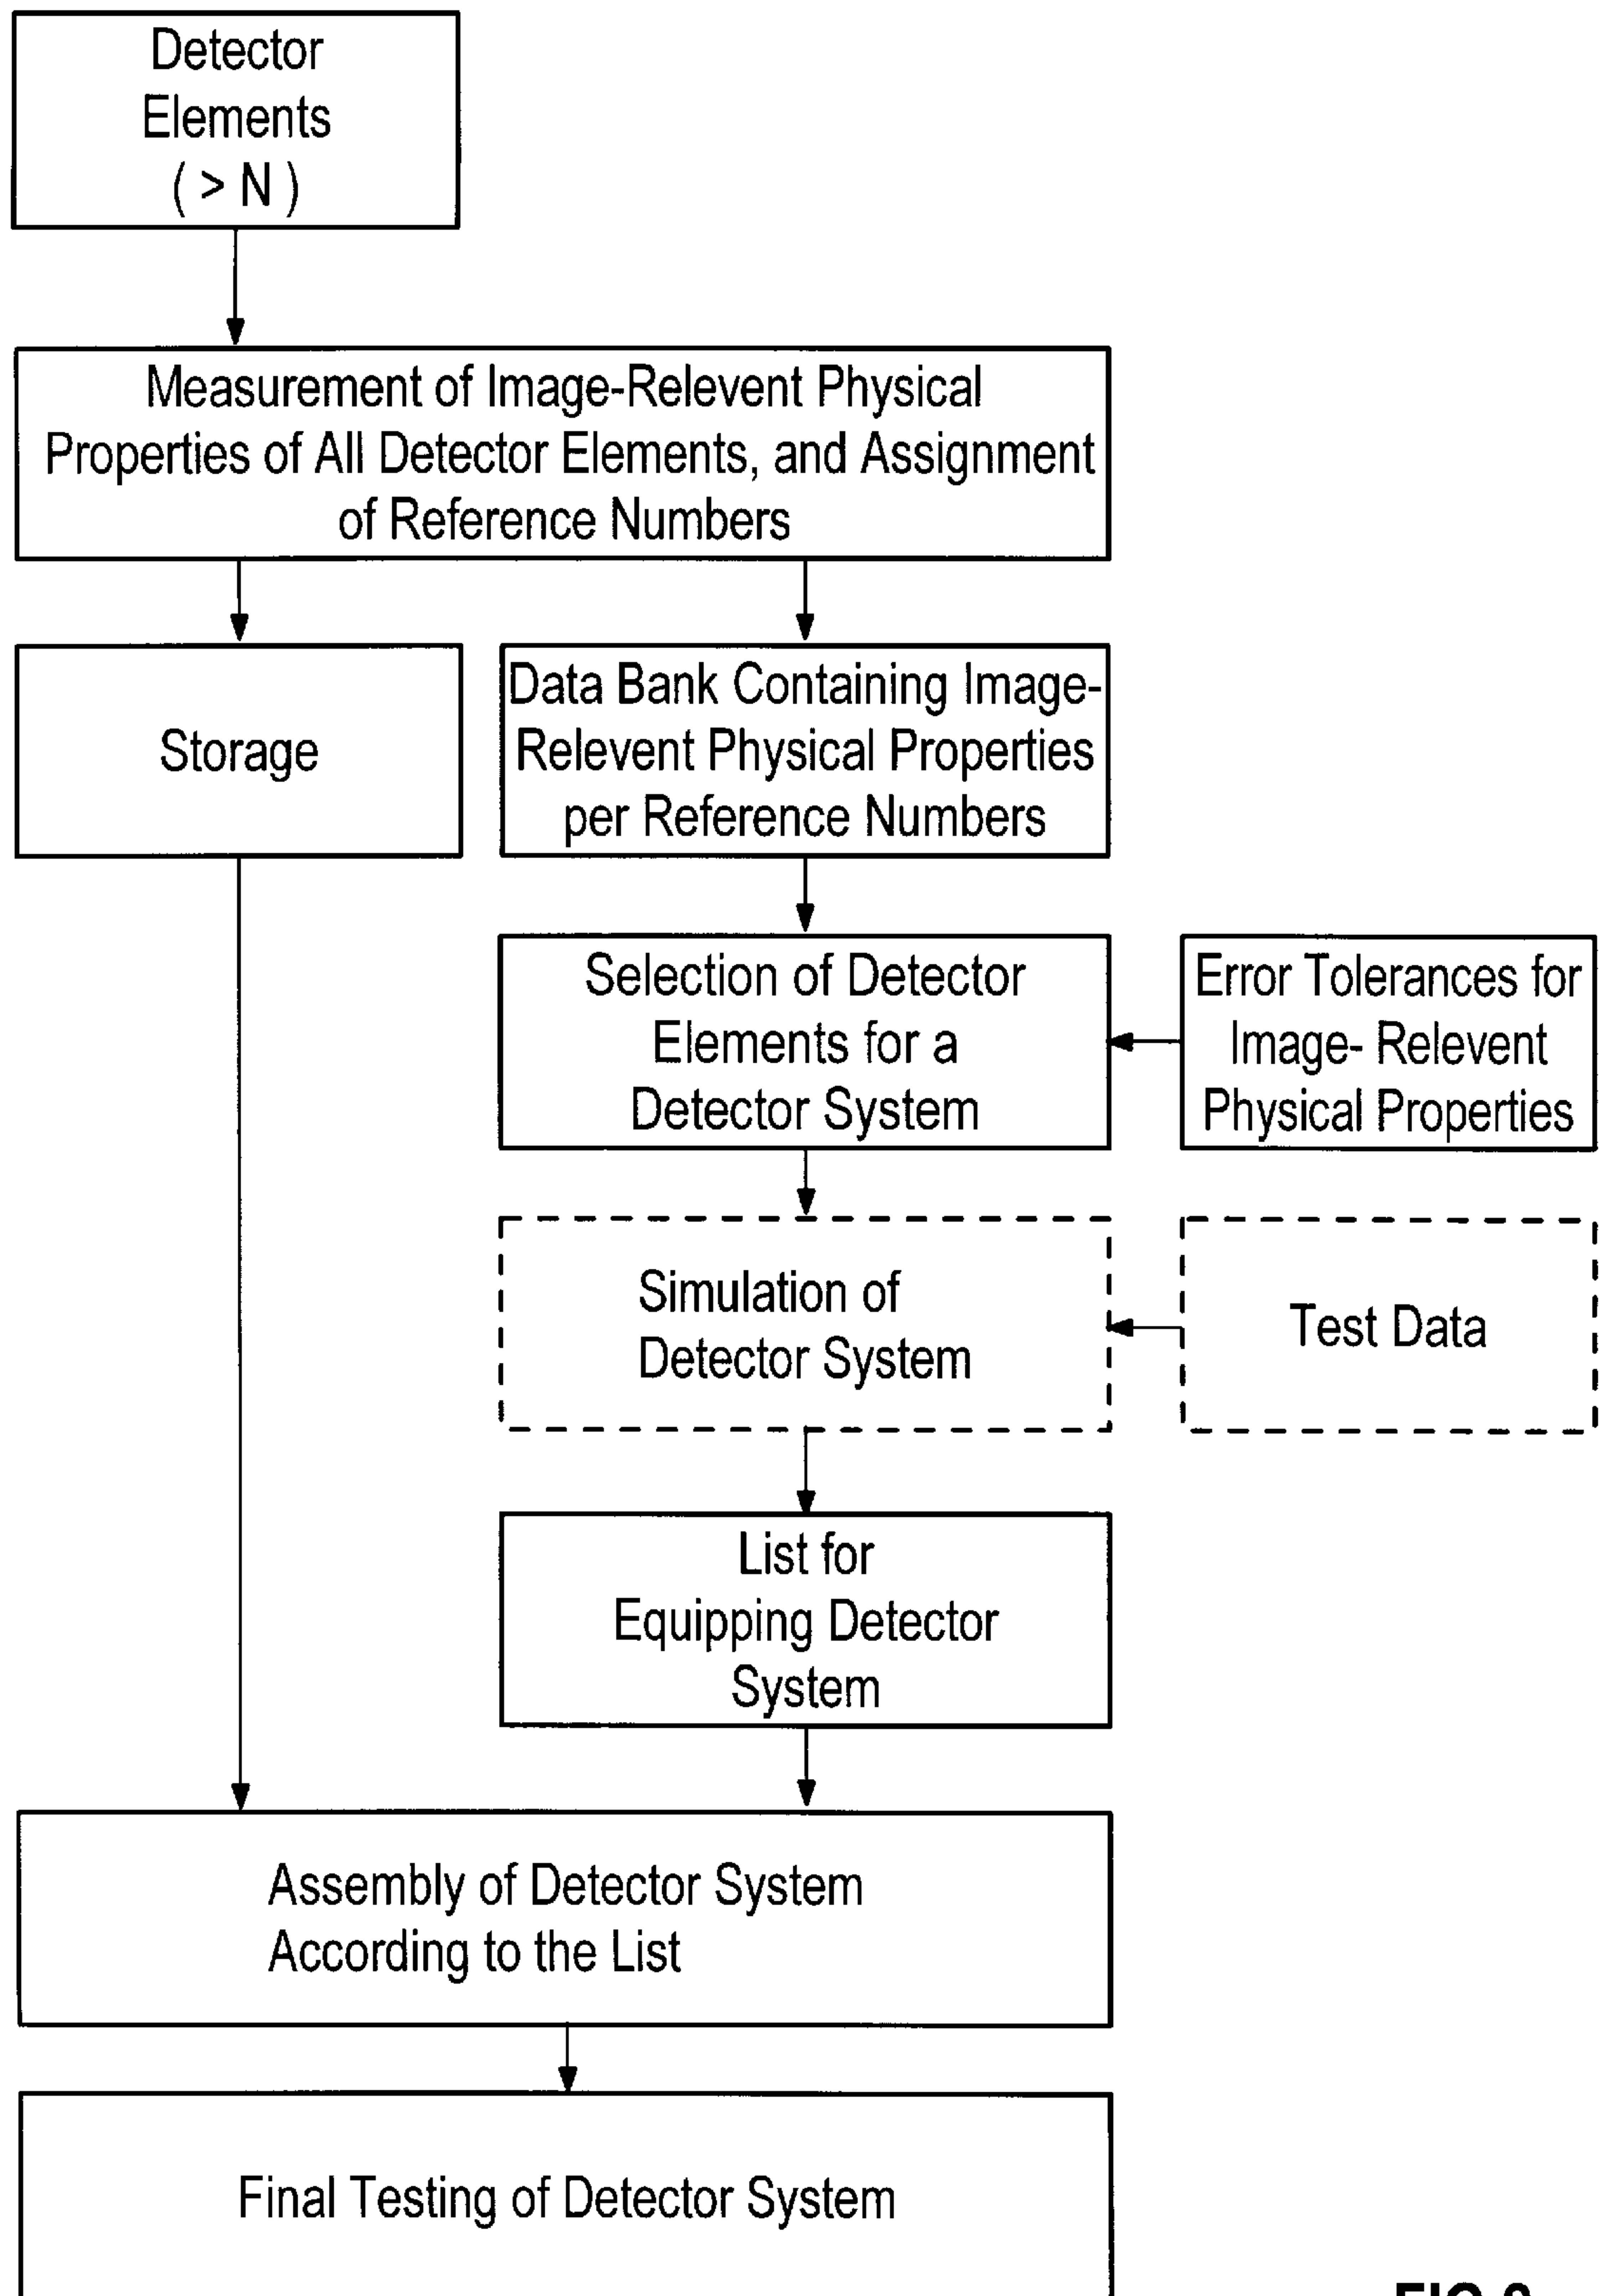 Detector
Elements
( > N )
Measurement of Image-Relevent Physical
Properties of All Detector Elements, and Assignment
of Reference Numbers
Storage
Data Bank Containing Image-
Relevent Physical Properties
per Reference Numbers
Selection of Detector
Elements for a
Detector System
Error Tolerances for
Image- Relevent
Physical Properties
Simulation of
Detector System
Test Data
List for
Equipping Detector
System
Assembly of Detector System
According to the List
Final Testing of Detector System